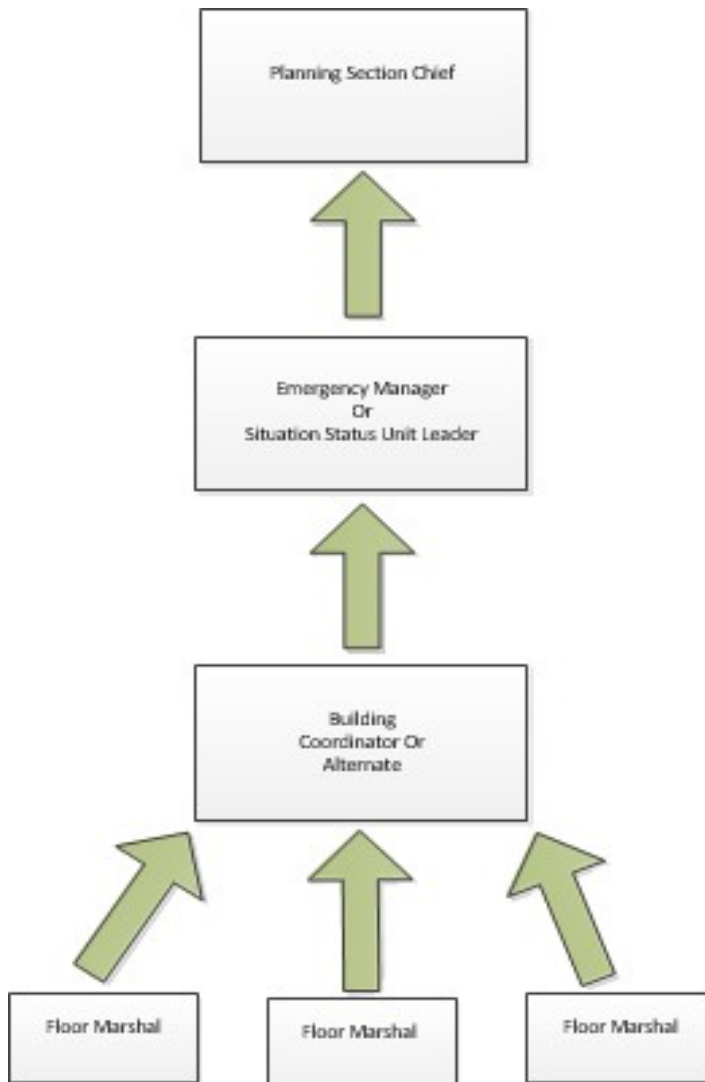 Planning Section Chief
Emergency Manager
Or
Situation Status Unit Leader
Building
Coordinator Or
Alternate
Floor Marshal
Floor Marshal
Floor Marshal